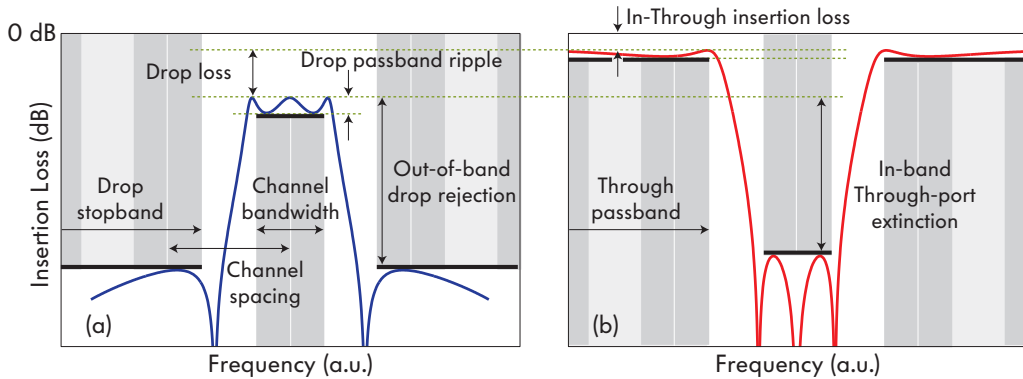 0 dB
Insertion Loss (dB)
Drop loss
Drop passband ripple
Drop
stopband
Channel
bandwidth
Out-of-band
drop rejection
Channel
spacing
(a)
Frequency (a.u.)
In-Through insertion loss
Through
passband
In-band
Through-port
extinction
(b)
Frequency (a.u.)